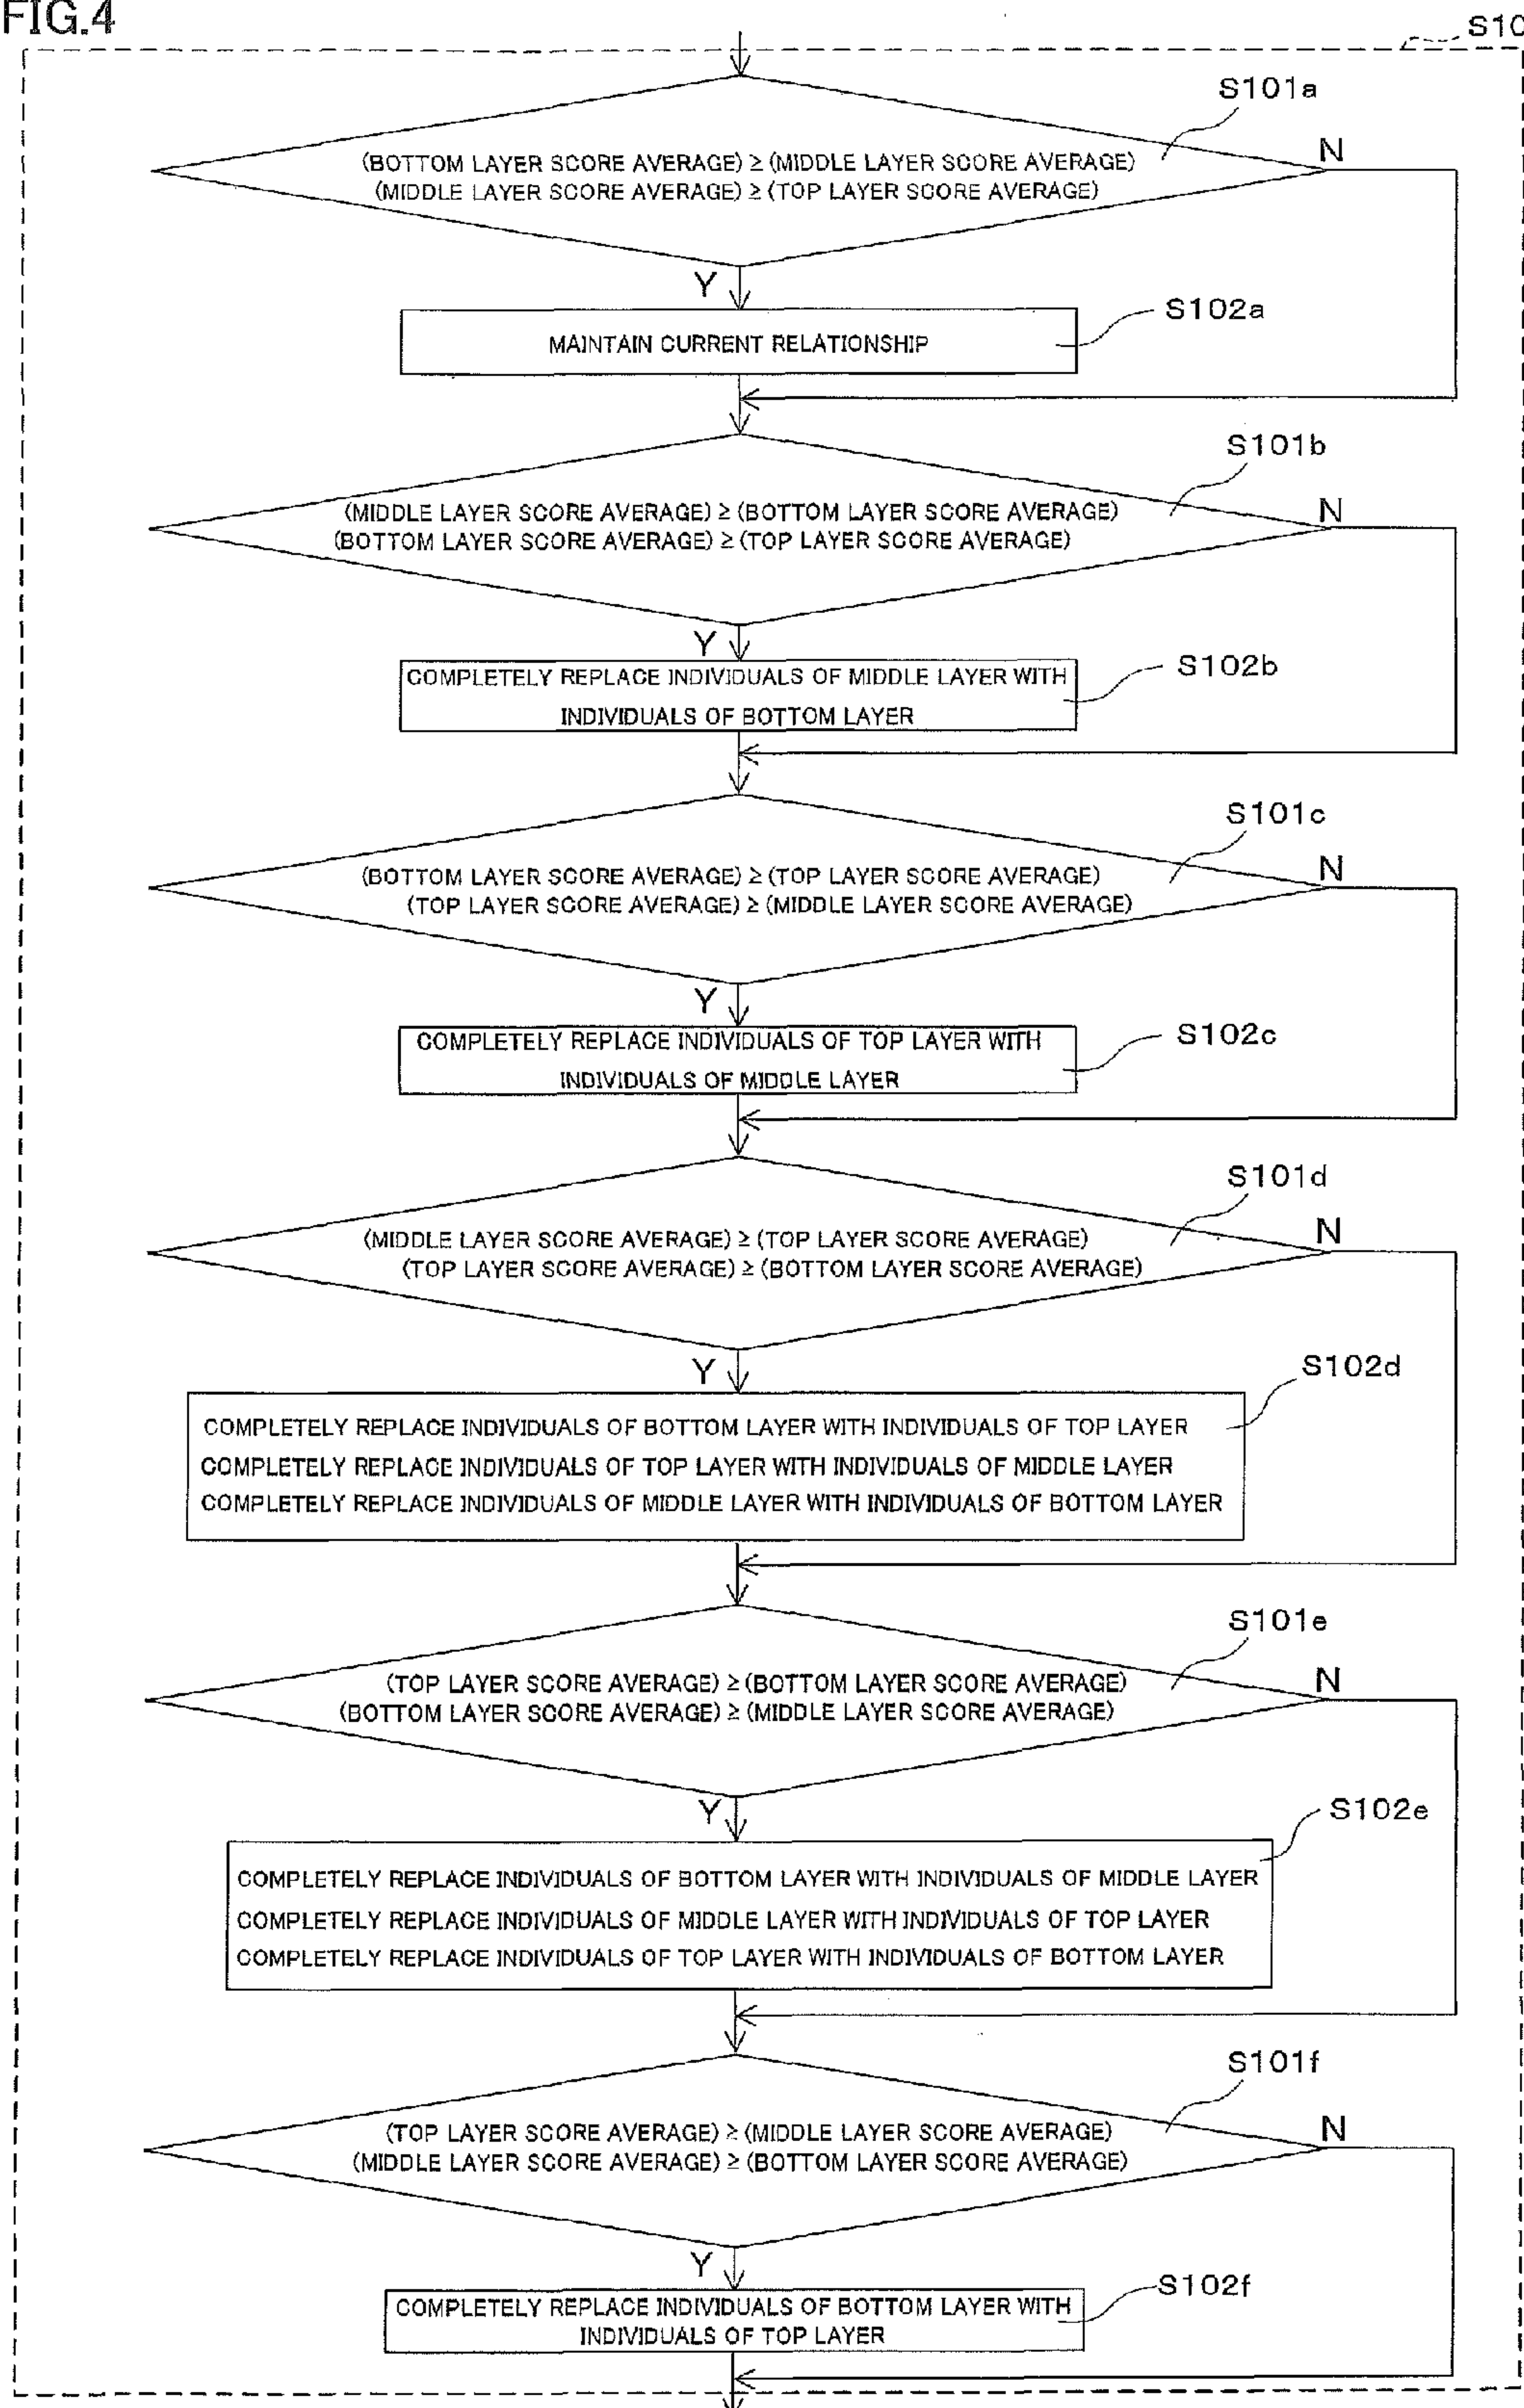 FIG.4
S10
S101a
(BOTTOM LAYER SCORE AVERAGE) ≥ (MIDDLE LAYER SCORE AVERAGE)
N
(MIDDLE LAYER SCORE AVERAGE) ≥ (TOP LAYER SCORE AVERAGE)
Y
S102a
MAINTAIN CURRENT RELATIONSHIP
S101b
(MIDDLE LAYER SCORE AVERAGE) ≥ (BOTTOM LAYER SCORE AVERAGE)
N
(BOTTOM LAYER SCORE AVERAGE) ≥ (TOP LAYER SCORE AVERAGE)
Y
S102b
COMPLETELY REPLACE INDIVIDUALS OF MIDDLE LAYER WITH
INDIVIDUALS OF BOTTOM LAYER
S101c
(BOTTOM LAYER SCORE AVERAGE) ≥ (TOP LAYER SCORE AVERAGE)
N
(TOP LAYER SCORE AVERAGE) ≥ (MIDDLE LAYER SCORE AVERAGE)
Y
S102c
COMPLETELY REPLACE INDIVIDUALS OF TOP LAYER WITH
INDIVIDUALS OF MIDDLE LAYER
S101d
(MIDDLE LAYER SCORE AVERAGE) ≥ (TOP LAYER SCORE AVERAGE)
N
(TOP LAYER SCORE AVERAGE) ≥ (BOTTOM LAYER SCORE AVERAGE)
Y
S102d
COMPLETELY REPLACE INDIVIDUALS OF BOTTOM LAYER WITH INDIVIDUALS OF TOP LAYER
COMPLETELY REPLACE INDIVIDUALS OF TOP LAYER WITH INDIVIDUALS OF MIDDLE LAYER
COMPLETELY REPLACE INDIVIDUALS OF MIDDLE LAYER WITH INDIVIDUALS OF BOTTOM LAYER
S101e
(TOP LAYER SCORE AVERAGE) ≥ (BOTTOM LAYER SCORE AVERAGE)
N
(BOTTOM LAYER SCORE AVERAGE) ≥ (MIDDLE LAYER SCORE AVERAGE)
Y
S102e
COMPLETELY REPLACE INDIVIDUALS OF BOTTOM LAYER WITH INDIVIDUALS OF MIDDLE LAYER
COMPLETELY REPLACE INDIVIDUALS OF MIDDLE LAYER WITH INDIVIDUALS OF TOP LAYER
COMPLETELY REPLACE INDIVIDUALS OF TOP LAYER WITH INDIVIDUALS OF BOTTOM LAYER
S101f
(TOP LAYER SCORE AVERAGE) ≥ (MIDDLE LAYER SCORE AVERAGE)
N
(MIDDLE LAYER SCORE AVERAGE) ≥ (BOTTOM LAYER SCORE AVERAGE)
Y
S102f
COMPLETELY REPLACE INDIVIDUALS OF BOTTOM LAYER WITH
INDIVIDUALS OF TOP LAYER